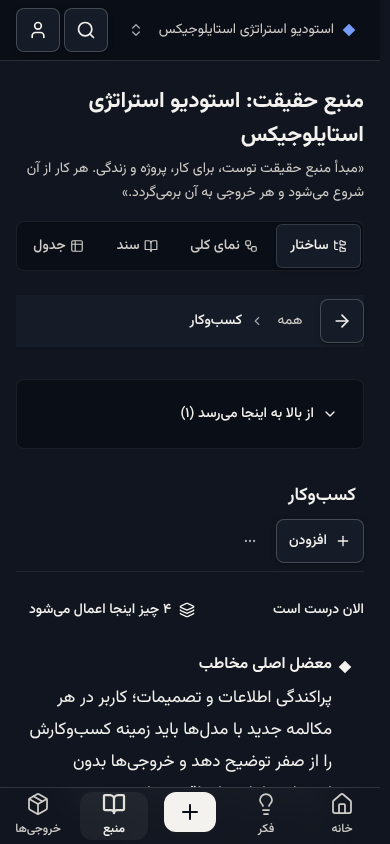 استودیو استراتژی استایلوجیکس
منبع حقیقت: استودیو استراتژی
استایلوجیکس
«مبدأ منبع حقیقت توست، برای کار، پروژه و زندگی. هر کار از آن
شروع می‌شود و هر خروجی به آن برمی‌گردد.»
ساختار
نمای کلی
سند
جدول
همه
کسب‌وکار
از بالا به اینجا می‌رسد (۱)
کسب‌وکار
افزودن
الان درست است
۴ چیز اینجا اعمال می‌شود
معضل اصلی مخاطب
پراکندگی اطلاعات و تصمیمات؛ کاربر در هر
مکالمه جدید با مدل‌ها باید زمینه کسب‌وکارش
را از صفر توضیح دهد و خروجی‌ها بدون
خانه
فکر
منبع
خروجی‌ها